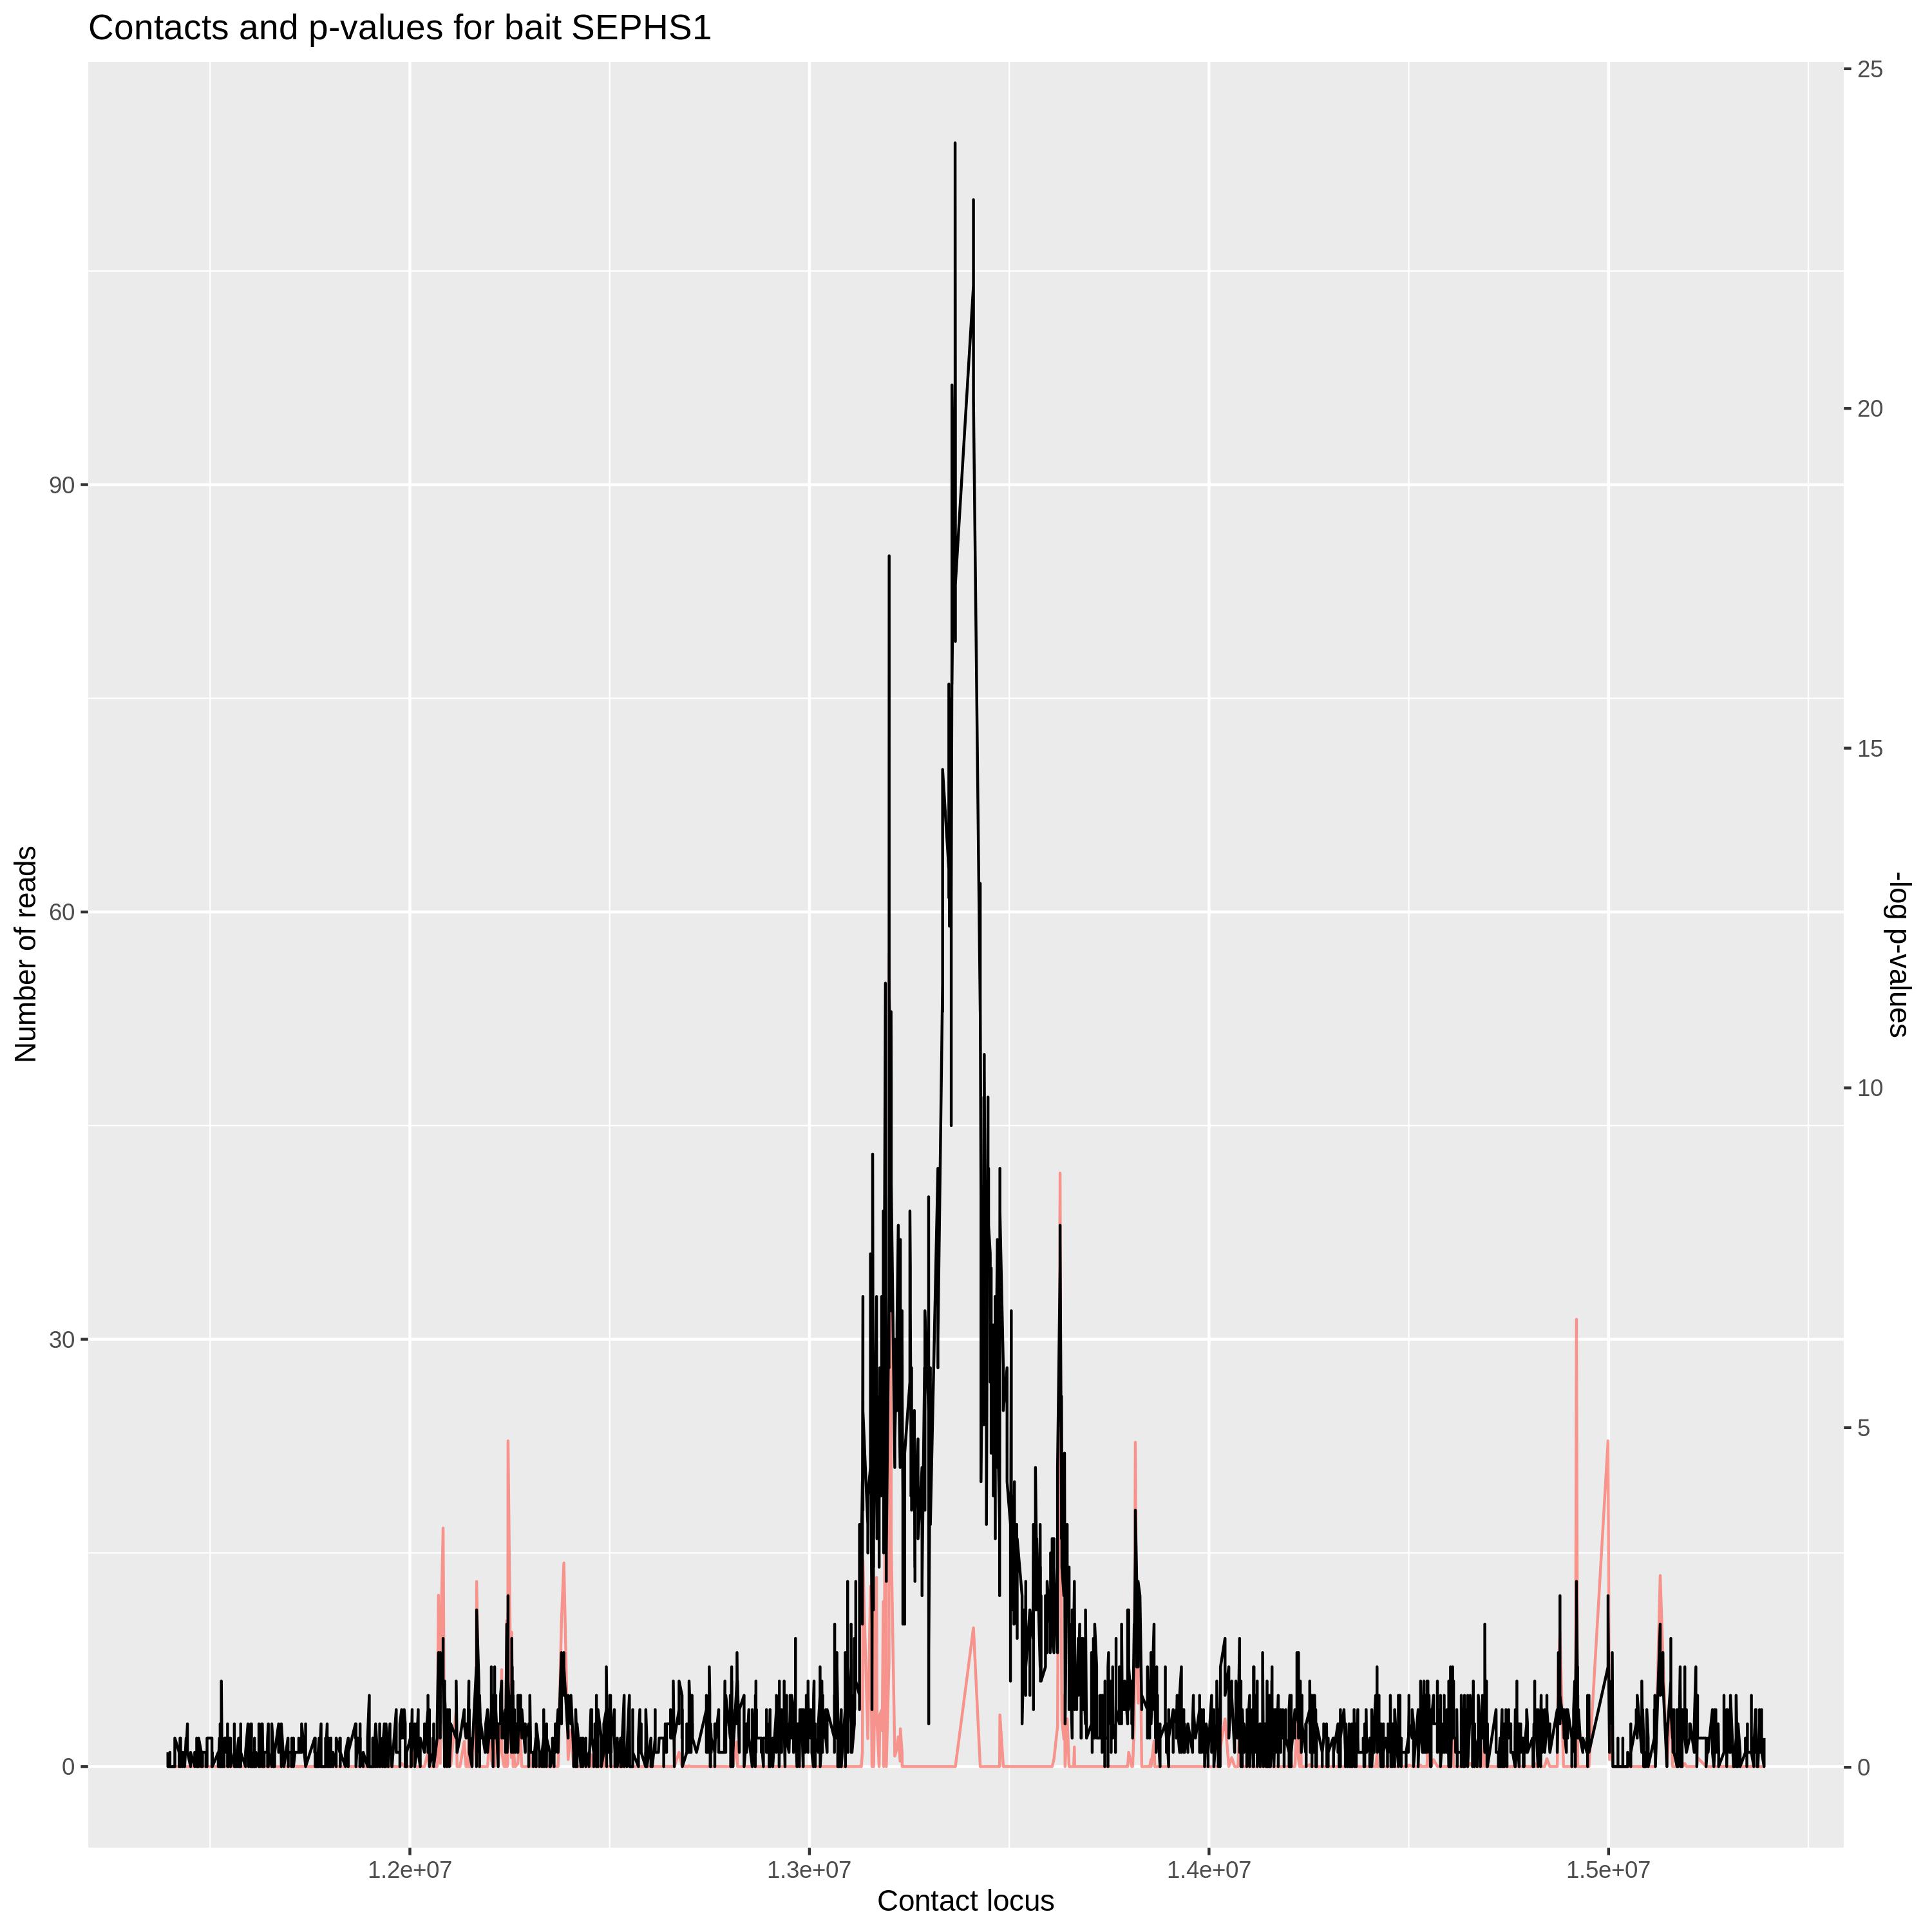 Contacts and p-values for bait SEPHS1
25
20
15
10
5
0
90
60
30
0
Number of reads
-log p-values
1.2e+07
1.3e+07
1.4e+07
1.5e+07
Contact locus